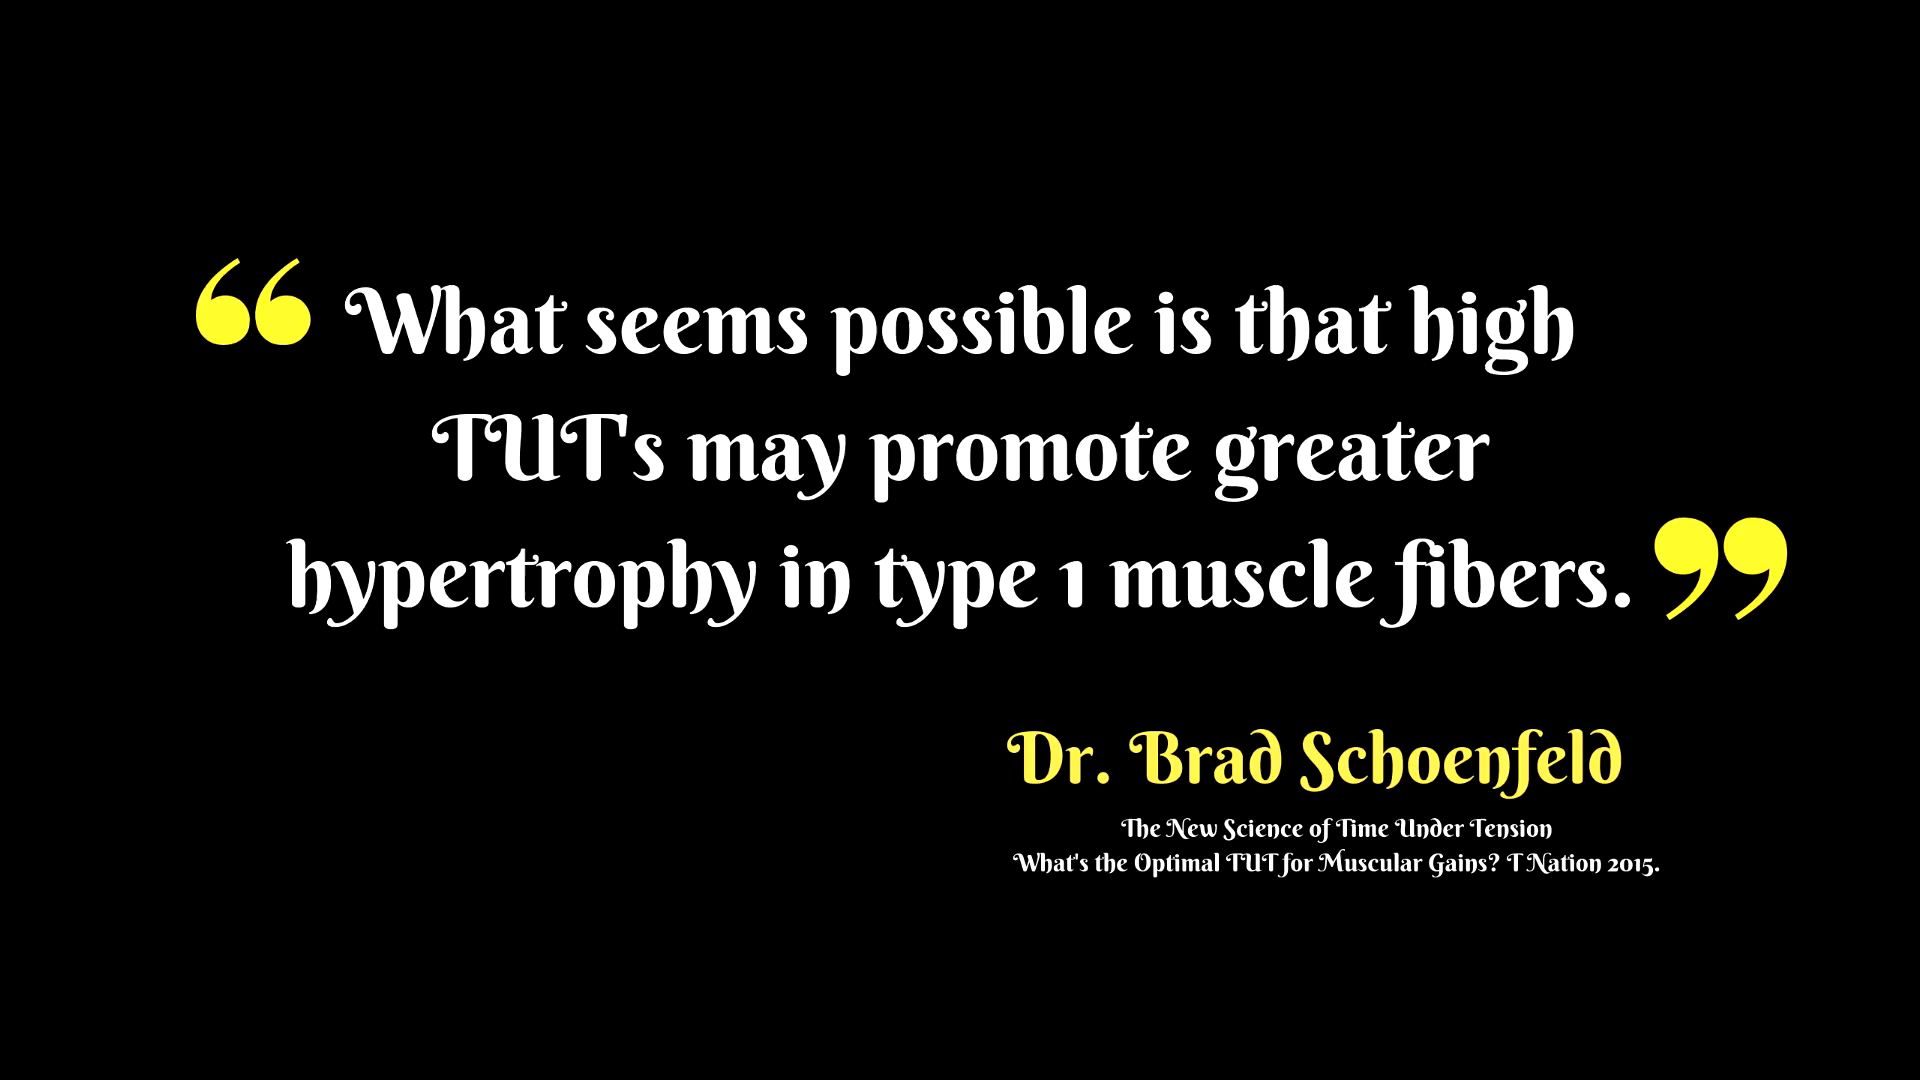 “ What seems possible is that high
TUT's may promote greater
hypertrophy in type 1 muscle fibers. ”
Dr. Brad Schoenfeld
The New Science of Time Under Tension
What's the Optimal TUT for Muscular Gains? T Nation 2015.